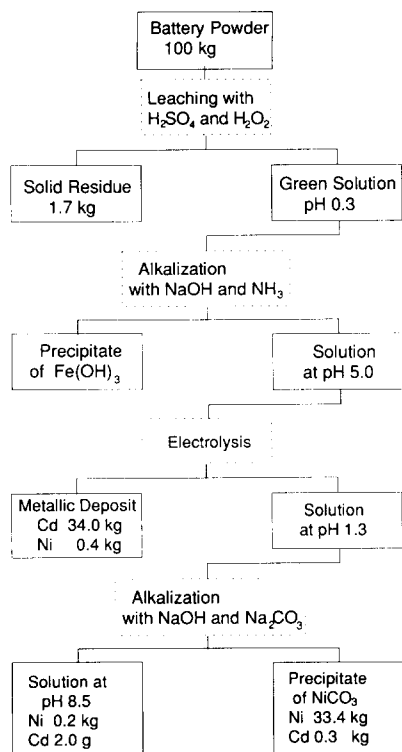 Battery Powder
100 kg
Leaching with
H₂SO₄ and H₂O₂
Solid Residue
1.7 kg
Green Solution
pH 0.3
Alkalization
with NaOH and NH₃
Precipitate
of Fe(OH)₃
Solution
at pH 5.0
Electrolysis
Metallic Deposit
Cd 34.0 kg
Ni 0.4 kg
Solution
at pH 1.3
Alkalization
with NaOH and Na₂CO₃
Solution at
pH 8.5
Ni 0.2 kg
Cd 2.0 g
Precipitate
of NiCO₃
Ni 33.4 kg
Cd 0.3 kg